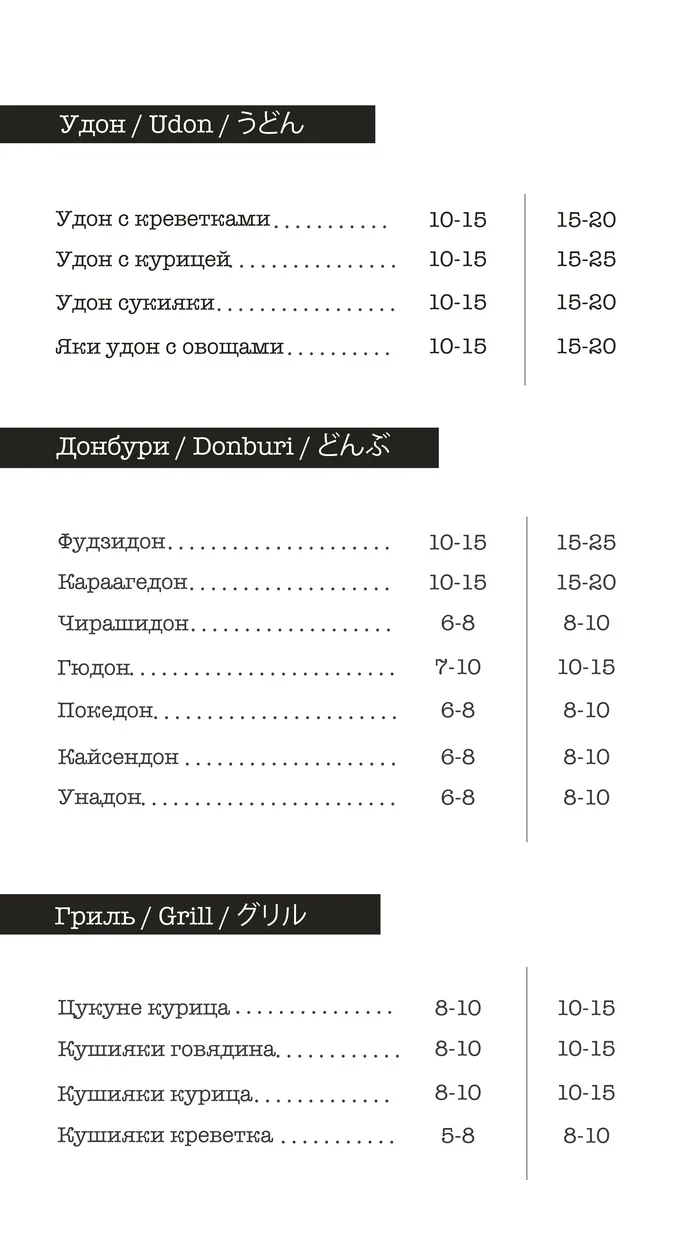 Удон / Udon / うどん
Удон с креветками........... 10-15 15-20
Удон с курицей................ 10-15 15-25
Удон сукияки................. 10-15 15-20
Яки удон с овощами.......... 10-15 15-20
Донбури / Donburi / どんぶ
Фудзидон..................... 10-15 15-25
Караагедон................... 10-15 15-20
Чирашидон................... 6-8 8-10
Гюдон......................... 7-10 10-15
Покедон....................... 6-8 8-10
Кайсендон .................... 6-8 8-10
Унадон........................ 6-8 8-10
Гриль / Grill / グリル
Цукуне курица ............... 8-10 10-15
Кушияки говядина............ 8-10 10-15
Кушияки курица............. 8-10 10-15
Кушияки креветка ........... 5-8 8-10